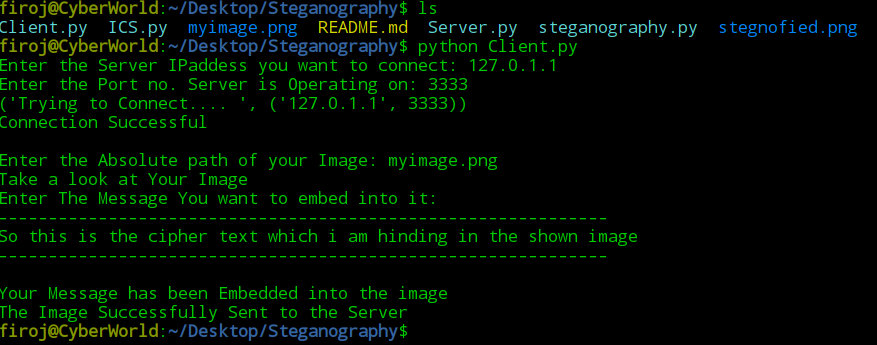 firoj@CyberWorld:~/Desktop/Steganography$ ls
Client.py  ICS.py  myimage.png  README.md  Server.py  steganography.py  stegnofied.png
firoj@CyberWorld:~/Desktop/Steganography$ python Client.py
Enter the Server IPaddess you want to connect: 127.0.1.1
Enter the Port no. Server is Operating on: 3333
('Trying to Connect.... ', ('127.0.1.1', 3333))
Connection Successful
Enter the Absolute path of your Image: myimage.png
Take a look at Your Image
Enter The Message You want to embed into it:
-------------------------------------------------------------
So this is the cipher text which i am hinding in the shown image
-------------------------------------------------------------
Your Message has been Embedded into the image
The Image Successfully Sent to the Server
firoj@CyberWorld:~/Desktop/Steganography$